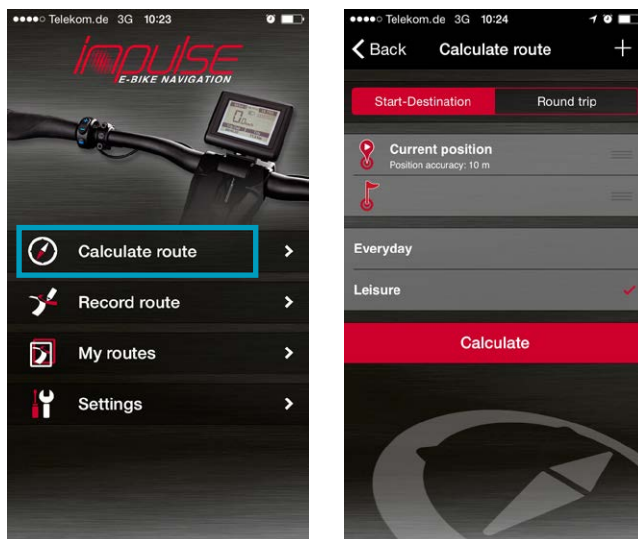 Telekom.de 3G 10:23
impulse
E-BIKE NAVIGATION
Calculate route
Record route
My routes
Settings
Telekom.de 3G 10:24
Back Calculate route +
Start-Destination Round trip
Current position
Position accuracy: 10 m
Everyday
Leisure
Calculate